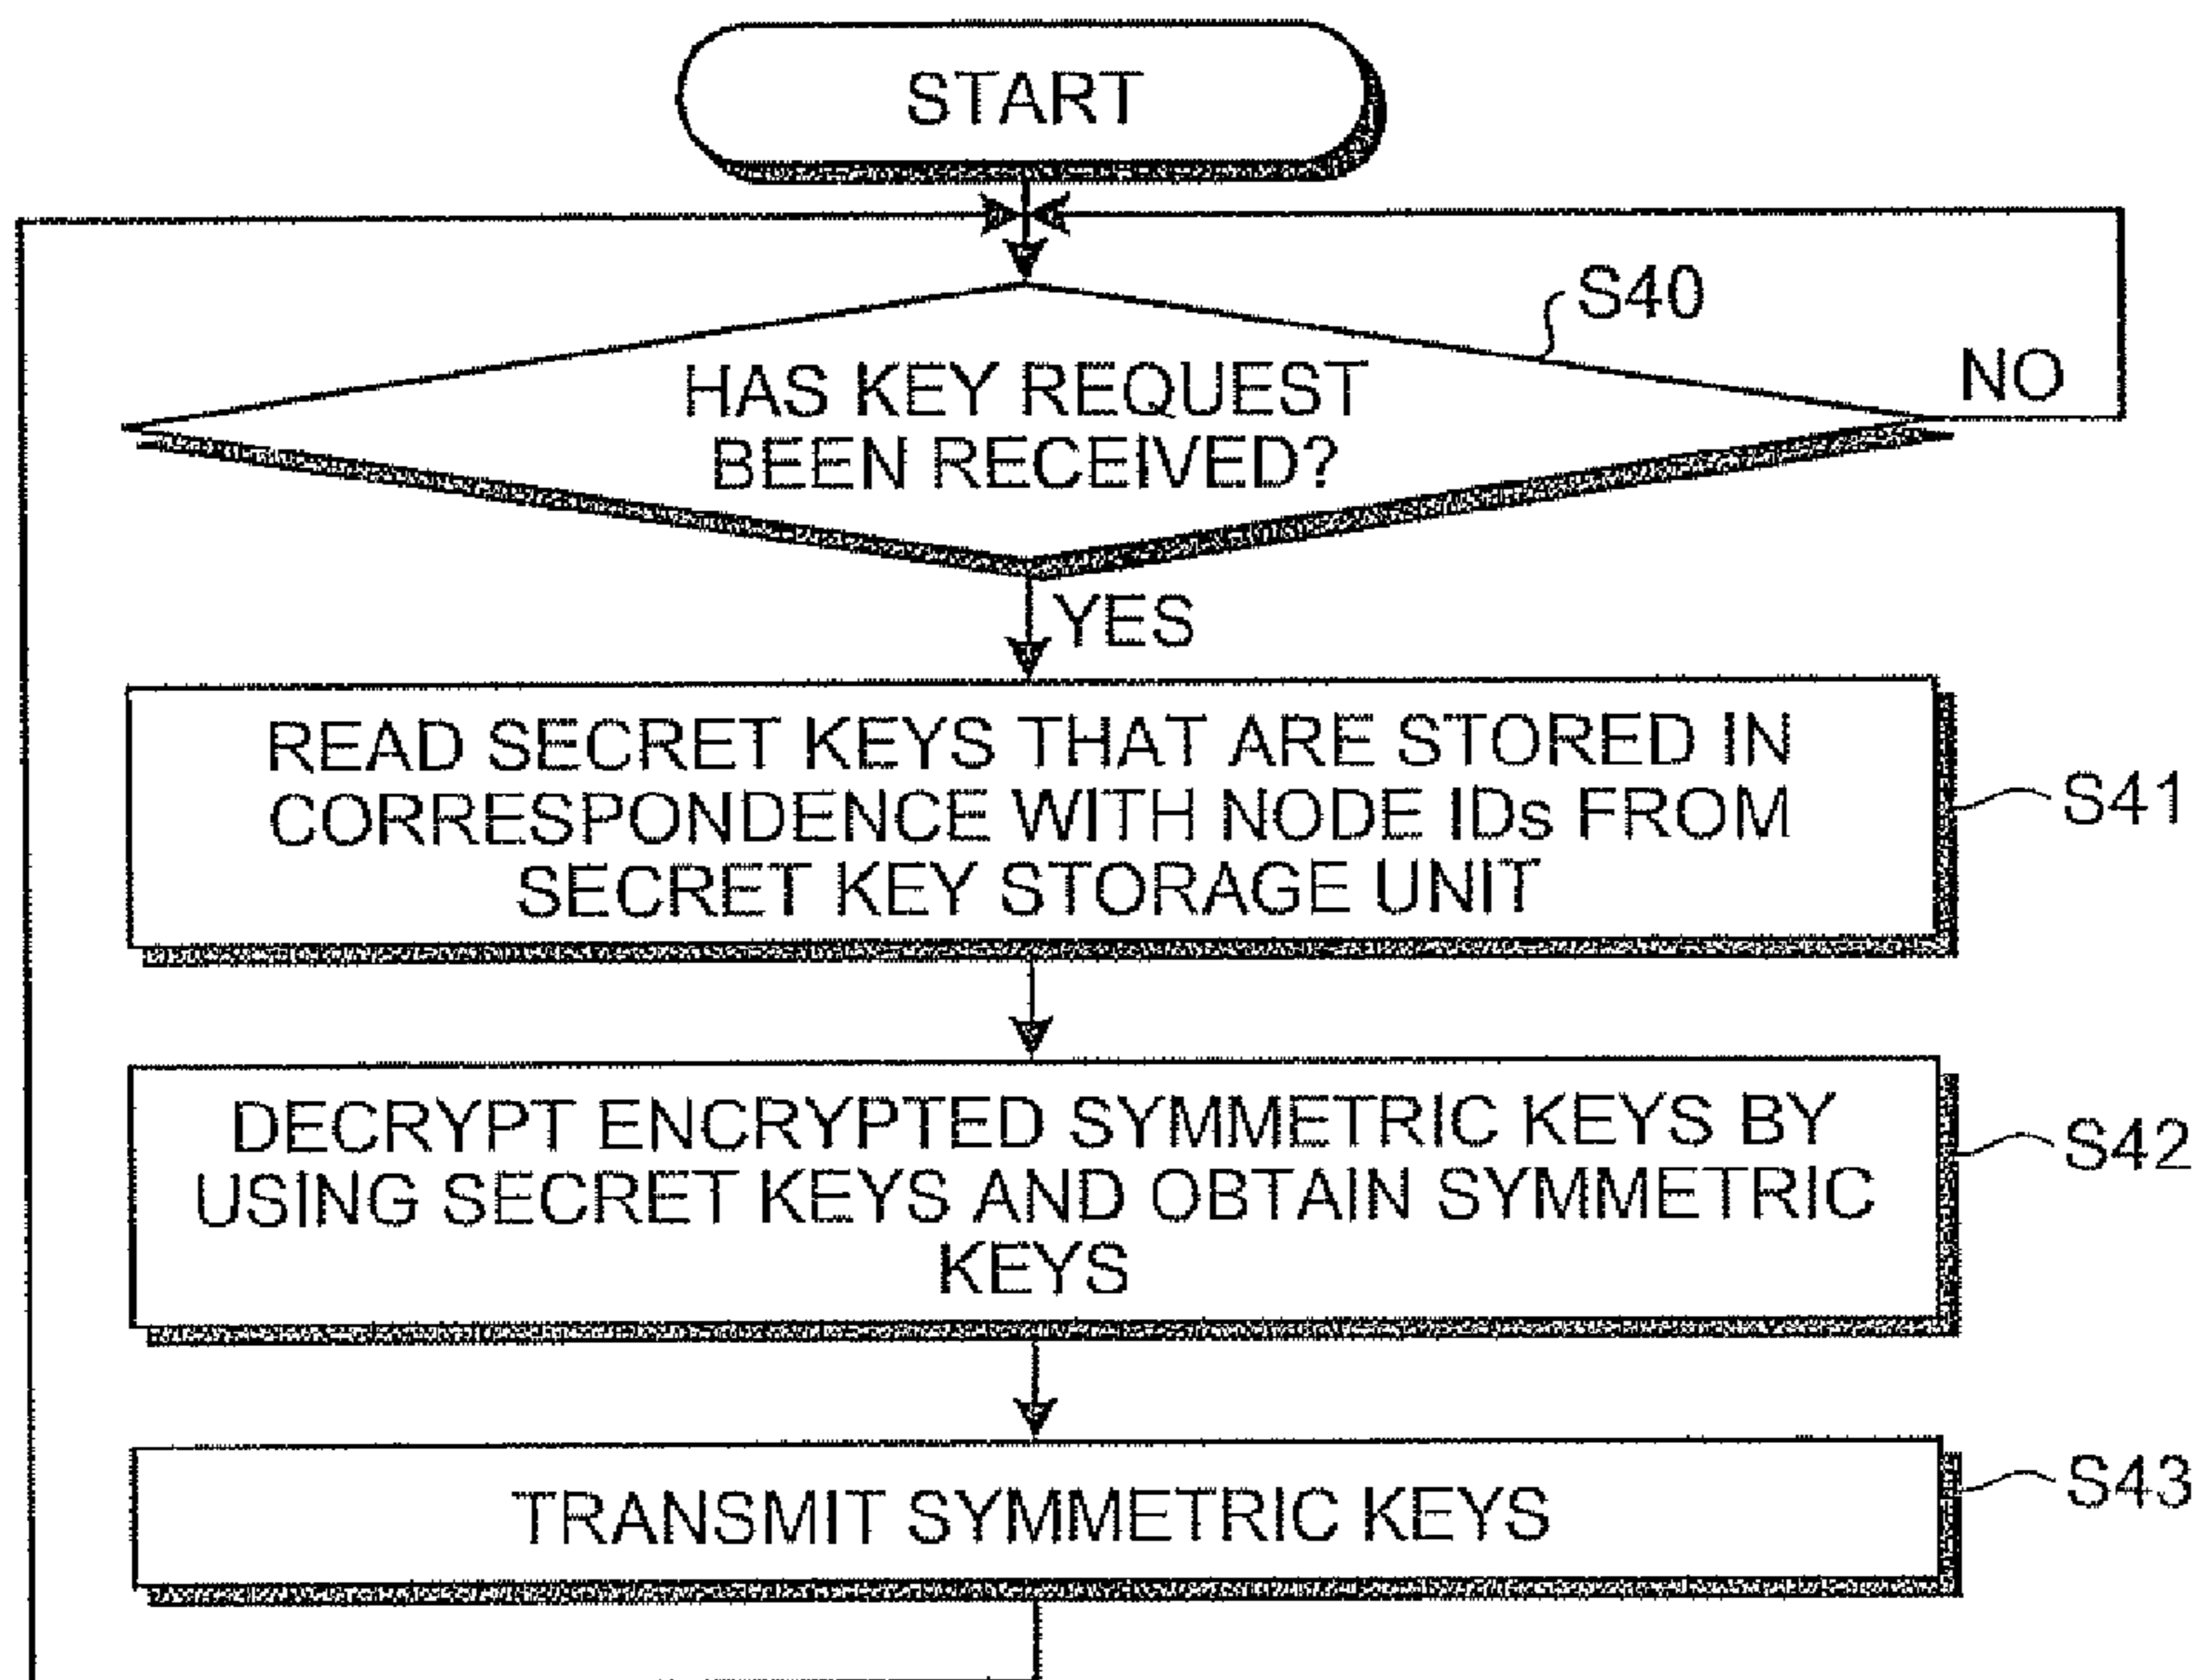 START
S40
NO
HAS KEY REQUEST
BEEN RECEIVED?
YES
READ SECRET KEYS THAT ARE STORED IN
CORRESPONDENCE WITH NODE IDs FROM
SECRET KEY STORAGE UNIT
S41
DECRYPT ENCRYPTED SYMMETRIC KEYS BY
USING SECRET KEYS AND OBTAIN SYMMETRIC
KEYS
S42
TRANSMIT SYMMETRIC KEYS
S43